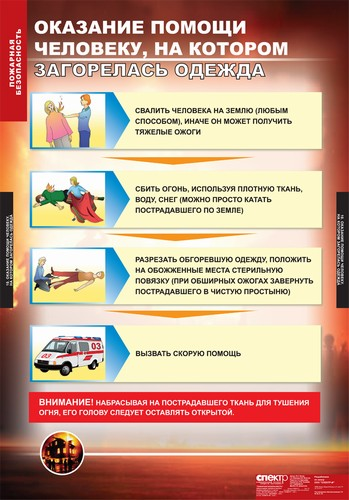 ПОЖАРНАЯ
БЕЗОПАСНОСТЬ
ОКАЗАНИЕ ПОМОЩИ
ЧЕЛОВЕКУ, НА КОТОРОМ
ЗАГОРЕЛАСЬ ОДЕЖДА
СВАЛИТЬ ЧЕЛОВЕКА НА ЗЕМЛЮ (ЛЮБЫМ
СПОСОБОМ), ИНАЧЕ ОН МОЖЕТ ПОЛУЧИТЬ
ТЯЖЕЛЫЕ ОЖОГИ
СБИТЬ ОГОНЬ, ИСПОЛЬЗУЯ ПЛОТНУЮ ТКАНЬ,
ВОДУ, СНЕГ (МОЖНО ПРОСТО КАТАТЬ
ПОСТРАДАВШЕГО ПО ЗЕМЛЕ)
РАЗРЕЗАТЬ ОБГОРЕВШУЮ ОДЕЖДУ, ПОЛОЖИТЬ
НА ОБОЖЖЕННЫЕ МЕСТА СТЕРИЛЬНУЮ
ПОВЯЗКУ (ПРИ ОБШИРНЫХ ОЖОГАХ ЗАВЕРНУТЬ
ПОСТРАДАВШЕГО В ЧИСТУЮ ПРОСТЫНЮ)
03
ВЫЗВАТЬ СКОРУЮ ПОМОЩЬ
ВНИМАНИЕ! НАБРАСЫВАЯ НА ПОСТРАДАВШЕГО ТКАНЬ ДЛЯ ТУШЕНИЯ
ОГНЯ, ЕГО ГОЛОВУ СЛЕДУЕТ ОСТАВЛЯТЬ ОТКРЫТОЙ.
спектр